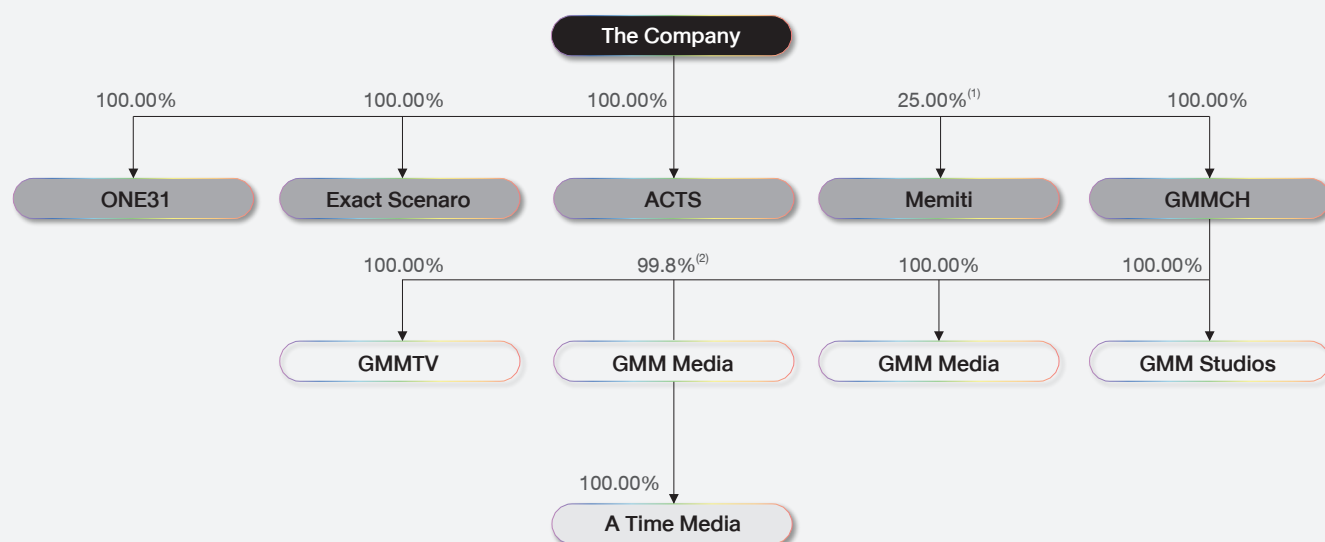 The Company
100.00% 100.00% 100.00% 25.00%(1) 100.00%
ONE31 Exact Scenaro ACTS Memiti GMMCH
100.00% 99.8%(2) 100.00% 100.00%
GMMTV GMM Media GMM Media GMM Studios
100.00%
A Time Media